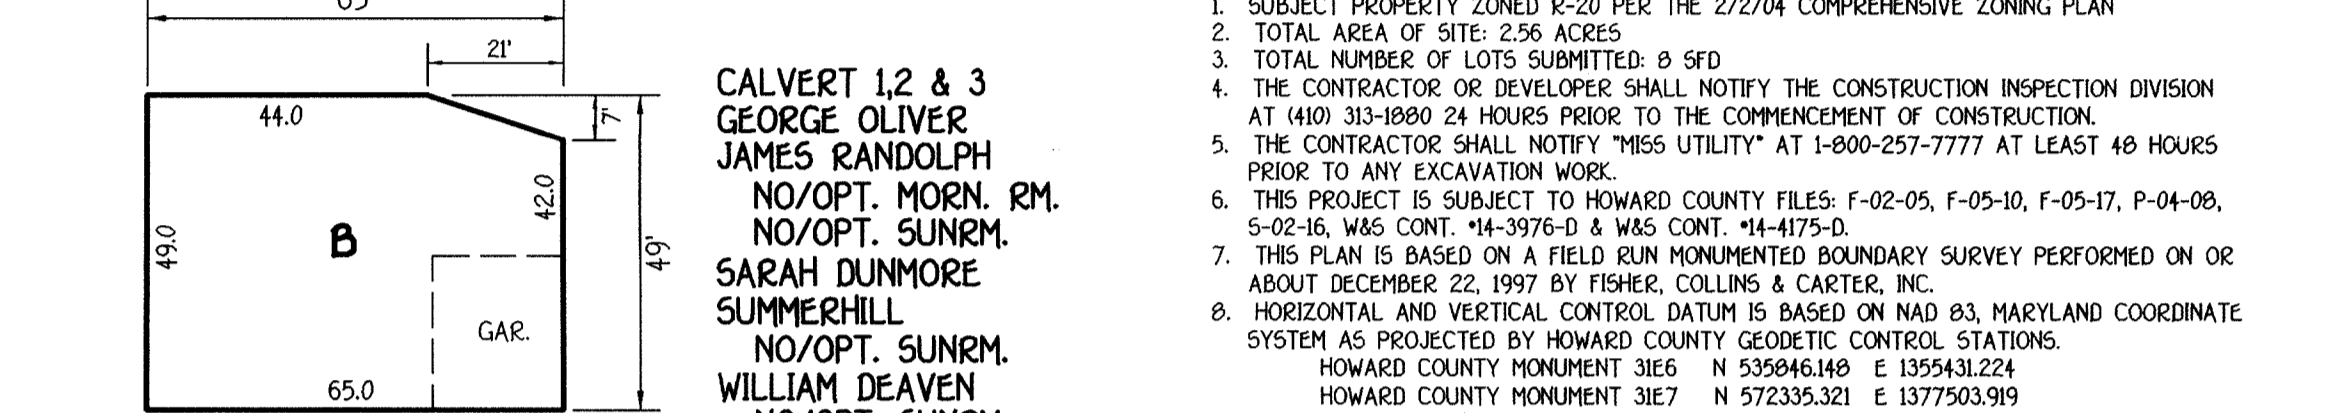 65'
21'
44.0
7'
42.0
49.0
49'
B
GAR.
65.0
CALVERT 1,2 & 3
GEORGE OLIVER
JAMES RANDOLPH
NO/OPT. MORN. RM.
NO/OPT. SUNRM.
SARAH DUNMORE
SUMMERHILL
NO/OPT. SUNRM.
WILLIAM DEAVEN
NO/OPT. SUNRM.
1. SUBJECT PROPERTY ZONED R-20 PER THE 2/2/04 COMPREHENSIVE ZONING PLAN
2. TOTAL AREA OF SITE: 2.56 ACRES
3. TOTAL NUMBER OF LOTS SUBMITTED: 8 SFD
4. THE CONTRACTOR OR DEVELOPER SHALL NOTIFY THE CONSTRUCTION INSPECTION DIVISION
AT (410) 313-1880 24 HOURS PRIOR TO THE COMMENCEMENT OF CONSTRUCTION.
5. THE CONTRACTOR SHALL NOTIFY "MISS UTILITY" AT 1-800-257-7777 AT LEAST 48 HOURS
PRIOR TO ANY EXCAVATION WORK.
6. THIS PROJECT IS SUBJECT TO HOWARD COUNTY FILES: F-02-05, F-05-10, F-05-17, P-04-08,
S-02-16, W&S CONT. •14-3976-D & W&S CONT. •14-4175-D.
7. THIS PLAN IS BASED ON A FIELD RUN MONUMENTED BOUNDARY SURVEY PERFORMED ON OR
ABOUT DECEMBER 22, 1997 BY FISHER, COLLINS & CARTER, INC.
8. HORIZONTAL AND VERTICAL CONTROL DATUM IS BASED ON NAD 83, MARYLAND COORDINATE
SYSTEM AS PROJECTED BY HOWARD COUNTY GEODETIC CONTROL STATIONS.
HOWARD COUNTY MONUMENT 31E6 N 535846.148 E 1355431.224
HOWARD COUNTY MONUMENT 31E7 N 572335.321 E 1377503.919